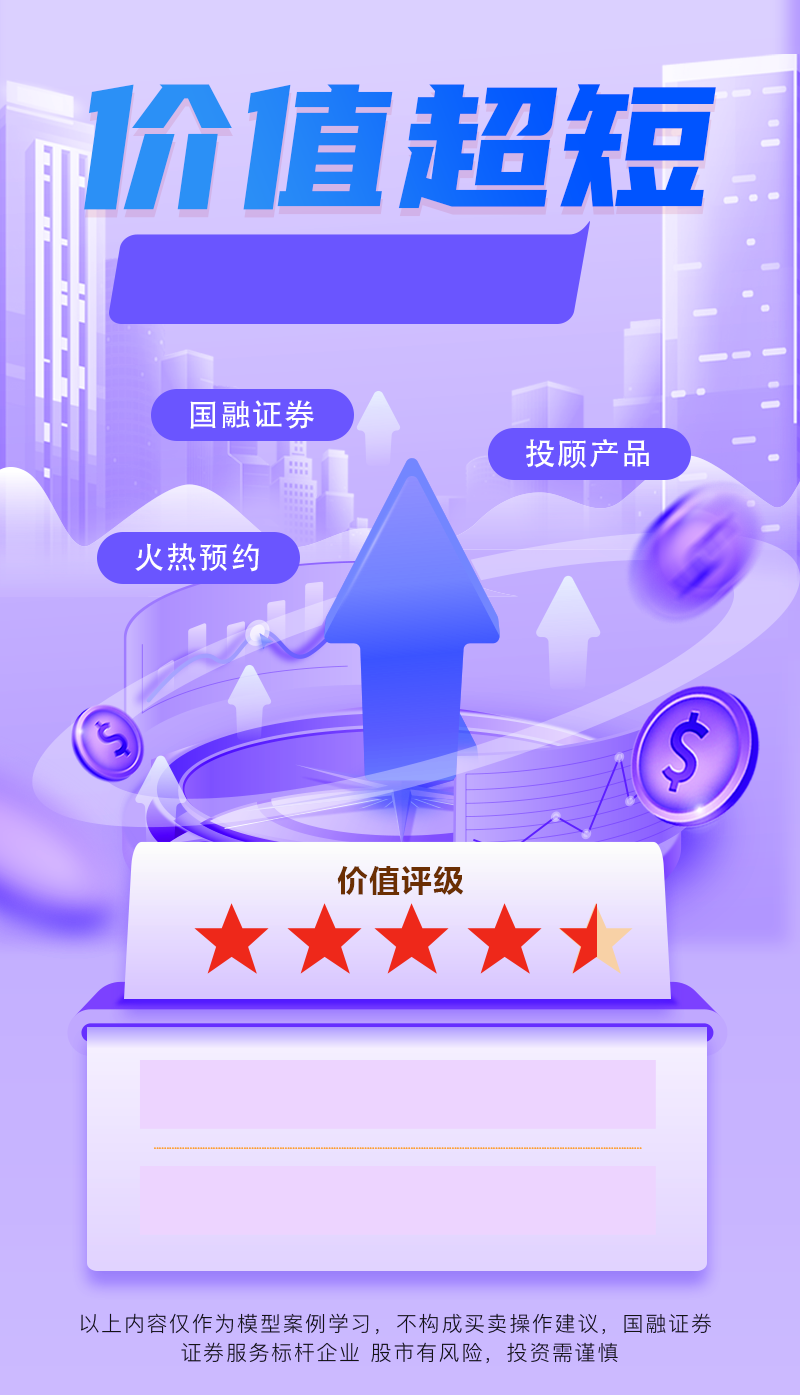 价值超短
国融证券
投顾产品
火热预约
价值评级
以上内容仅作为模型案例学习，不构成买卖操作建议，国融证券
证券服务标杆企业 股市有风险，投资需谨慎